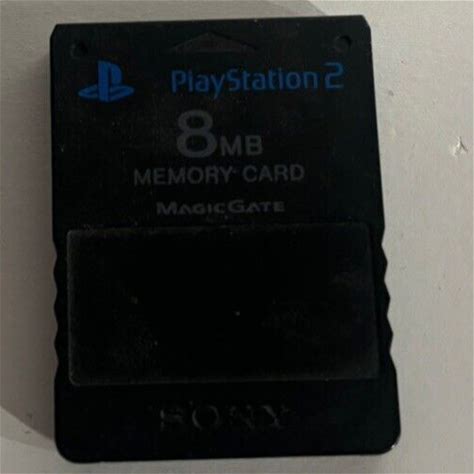 PlayStation 2
8MB
MEMORY CARD
MAGICGATE
SONY